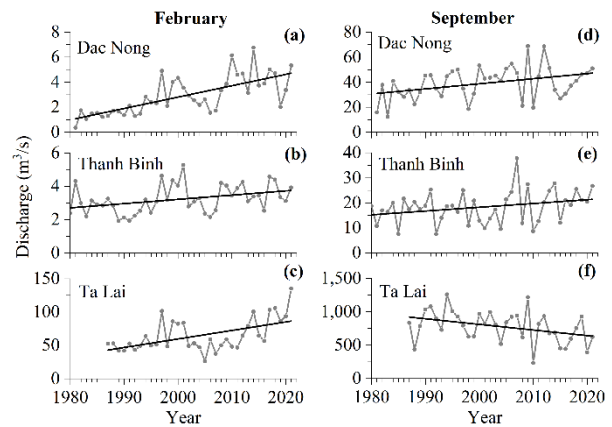 February
September
(a)
Dac Nong
8
6
4
2
0
(d)
Dac Nong
80
60
40
20
0
Discharge (m³/s)
(b)
Thanh Binh
6
4
2
0
(e)
Thanh Binh
40
30
20
10
0
(c)
Ta Lai
150
100
50
0
1980
1990
2000
2010
2020
Year
(f)
Ta Lai
1,500
1,000
500
0
1980
1990
2000
2010
2020
Year